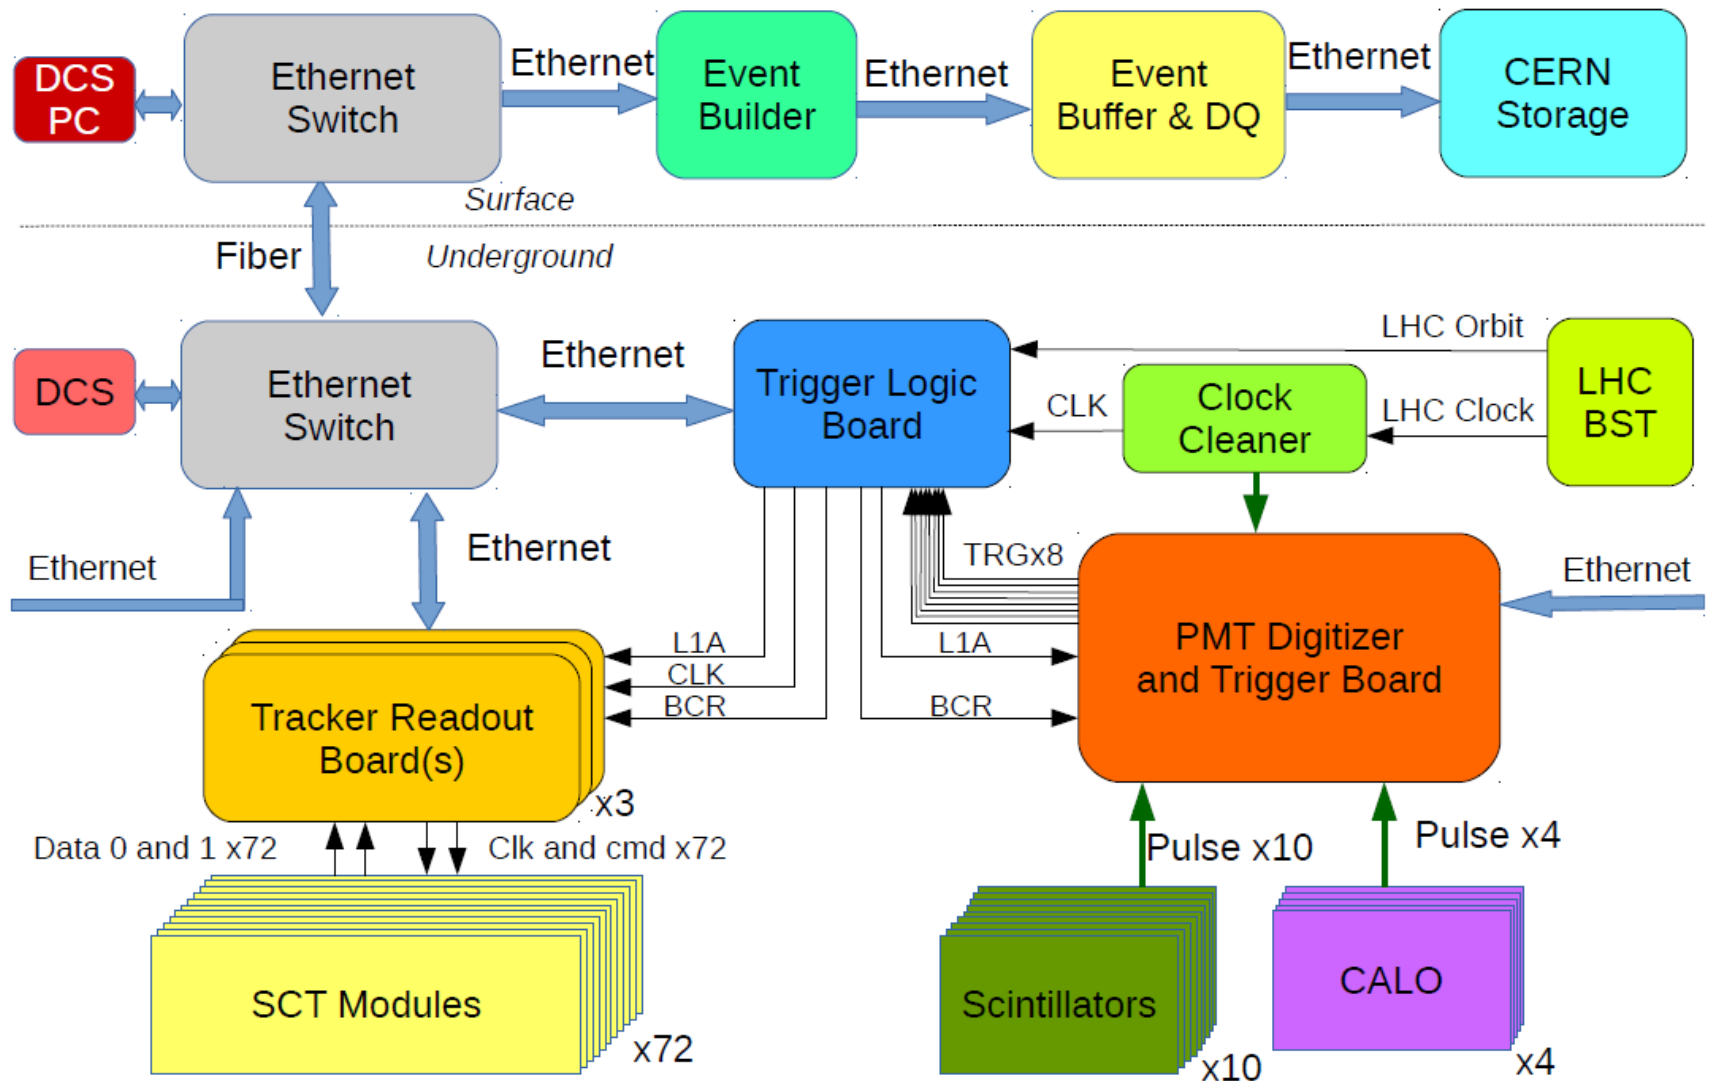 DCS
PC
Ethernet
Switch
Ethernet
Event
Builder
Ethernet
Event
Buffer & DQ
Ethernet
CERN
Storage
Surface
Fiber
Underground
DCS
Ethernet
Switch
Ethernet
Trigger Logic
Board
LHC Orbit
CLK
Clock
Cleaner
LHC Clock
LHC
BST
Ethernet
Ethernet
TRGx8
Ethernet
L1A
CLK
BCR
L1A
BCR
PMT Digitizer
and Trigger Board
Tracker Readout
Board(s)
x3
Data 0 and 1 x72
Clk and cmd x72
Pulse x10
Pulse x4
SCT Modules
x72
Scintillators
x10
CALO
x4